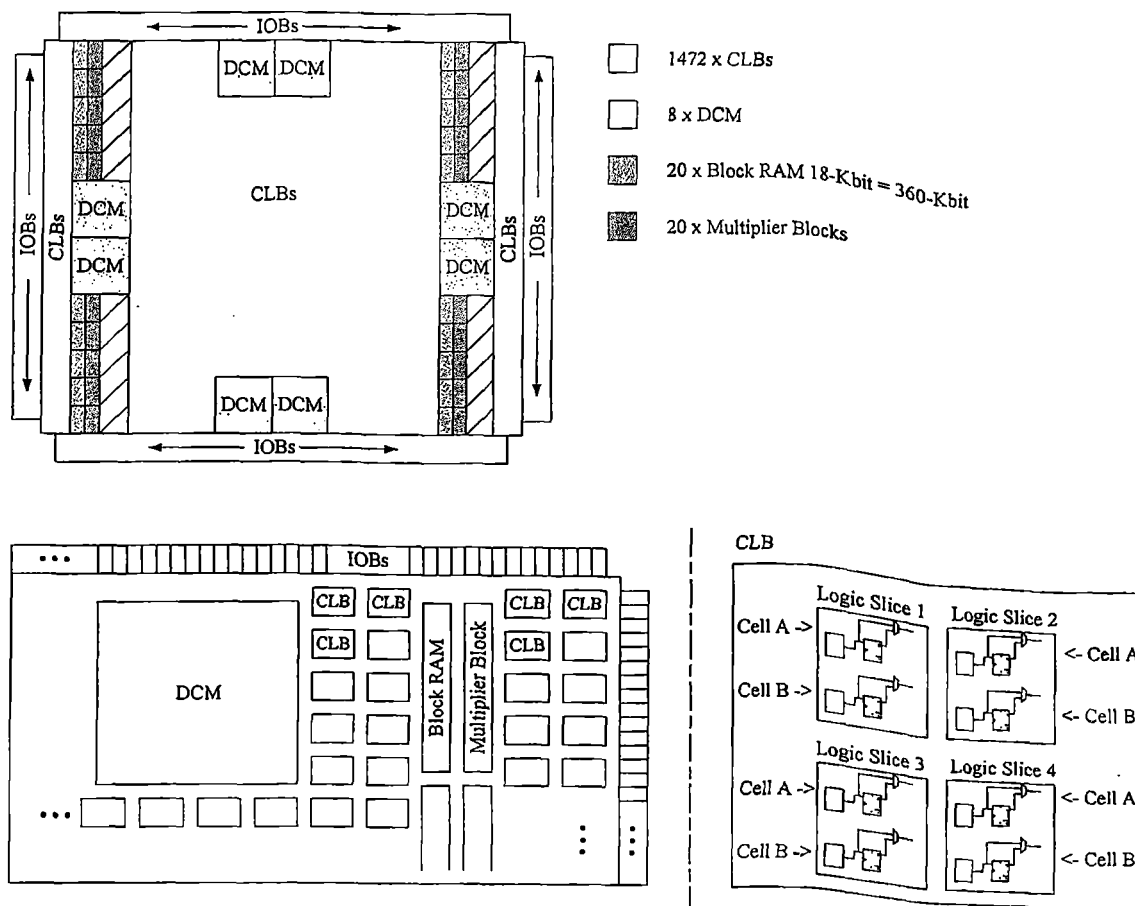 IOBs
DCM DCM
IOBs
CLBs
DCM
DCM
CLBs
DCM
DCM
CLBs
IOBs
DCM DCM
IOBs
1472 x CLBs
8 x DCM
20 x Block RAM 18-Kbit = 360-Kbit
20 x Multiplier Blocks
••• IOBs
DCM
CLB CLB
CLB
Block RAM
Multiplier Block
CLB CLB
CLB
•••
•••
•••
CLB
Logic Slice 1
Cell A ->
Cell B ->
Logic Slice 2
<- Cell A
<- Cell B
Logic Slice 3
Cell A ->
Cell B ->
Logic Slice 4
<- Cell A
<- Cell B